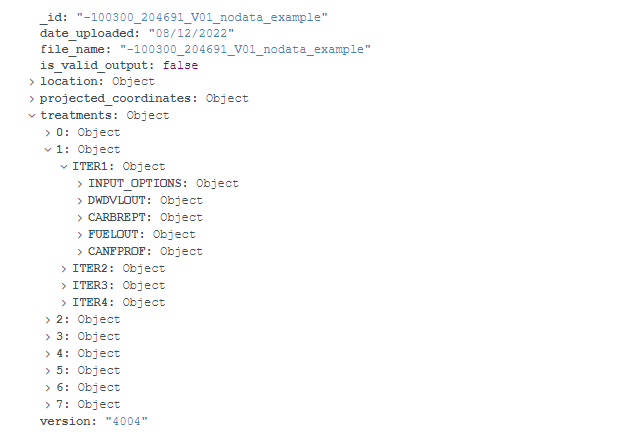 _id: "-100300_204691_V01_nodata_example"
date_uploaded: "08/12/2022"
file_name: "-100300_204691_V01_nodata_example"
is_valid_output: false
location: Object
projected_coordinates: Object
treatments: Object
0: Object
1: Object
ITER1: Object
INPUT_OPTIONS: Object
DWDVLOUT: Object
CARBREPT: Object
FUELOUT: Object
CANFPROF: Object
ITER2: Object
ITER3: Object
ITER4: Object
2: Object
3: Object
4: Object
5: Object
6: Object
7: Object
version: "4004"